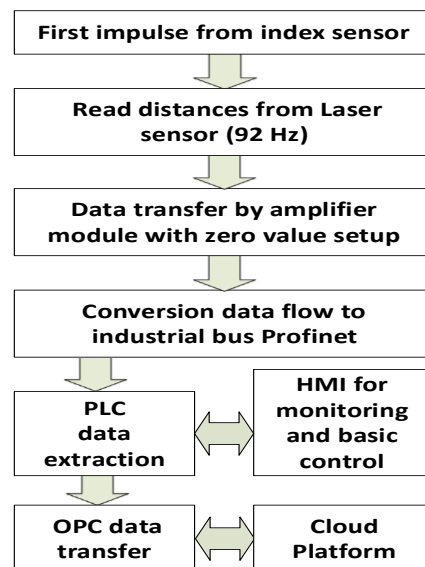 First impulse from index sensor
Read distances from Laser
sensor (92 Hz)
Data transfer by amplifier
module with zero value setup
Conversion data flow to
industrial bus Profinet
PLC
data
extraction
HMI for
monitoring
and basic
control
OPC data
transfer
Cloud
Platform